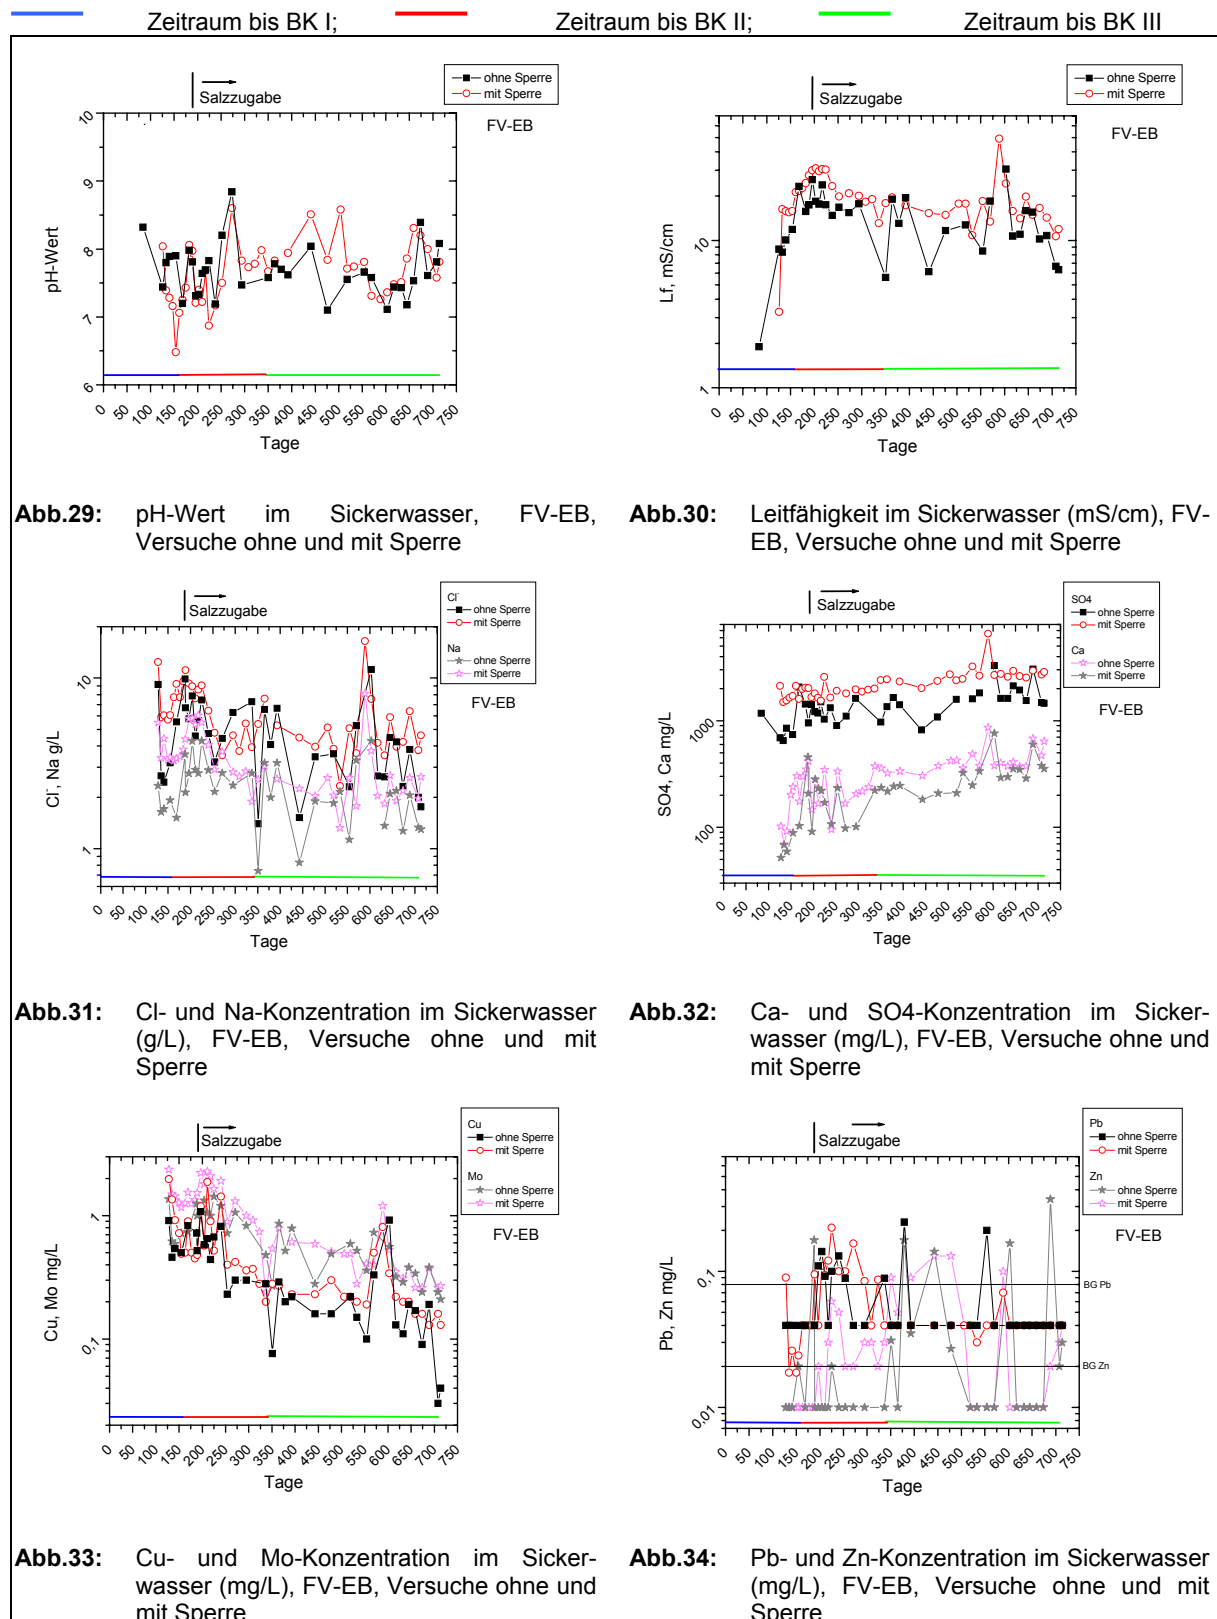 Zeitraum bis BK I; Zeitraum bis BK II; Zeitraum bis BK III
Salzzugabe
ohne Sperre
mit Sperre
FV-EB
pH-Wert
10
9
8
7
6
0 50 100 150 200 250 300 350 400 450 500 550 600 650 700 750
Tage
Salzzugabe
ohne Sperre
mit Sperre
FV-EB
Lf, mS/cm
10
1
0 50 100 150 200 250 300 350 400 450 500 550 600 650 700 750
Tage
Abb.29: pH-Wert im Sickerwasser, FV-EB,
Versuche ohne und mit Sperre
Abb.30: Leitfähigkeit im Sickerwasser (mS/cm), FV-
EB, Versuche ohne und mit Sperre
Salzzugabe
Cl-
ohne Sperre
mit Sperre
Na
ohne Sperre
mit Sperre
FV-EB
Cl, Na g/L
10
1
0 50 100 150 200 250 300 350 400 450 500 550 600 650 700 750
Tage
Salzzugabe
SO4
ohne Sperre
mit Sperre
Ca
ohne Sperre
mit Sperre
FV-EB
SO4, Ca mg/L
1000
100
0 50 100 150 200 250 300 350 400 450 500 550 600 650 700 750
Tage
Abb.31: Cl- und Na-Konzentration im Sickerwasser
(g/L), FV-EB, Versuche ohne und mit
Sperre
Abb.32: Ca- und SO4-Konzentration im Sicker-
wasser (mg/L), FV-EB, Versuche ohne und
mit Sperre
Salzzugabe
Cu
ohne Sperre
mit Sperre
Mo
ohne Sperre
mit Sperre
FV-EB
Cu, Mo mg/L
1
0,1
0 50 100 150 200 250 300 350 400 450 500 550 600 650 700 750
Tage
Salzzugabe
Pb
ohne Sperre
mit Sperre
Zn
ohne Sperre
mit Sperre
FV-EB
Pb, Zn mg/L
0,1
0,01
BG Pb
BG Zn
0 50 100 150 200 250 300 350 400 450 500 550 600 650 700 750
Tage
Abb.33: Cu- und Mo-Konzentration im Sicker-
wasser (mg/L), FV-EB, Versuche ohne und
mit Sperre
Abb.34: Pb- und Zn-Konzentration im Sickerwasser
(mg/L), FV-EB, Versuche ohne und mit
Sperre